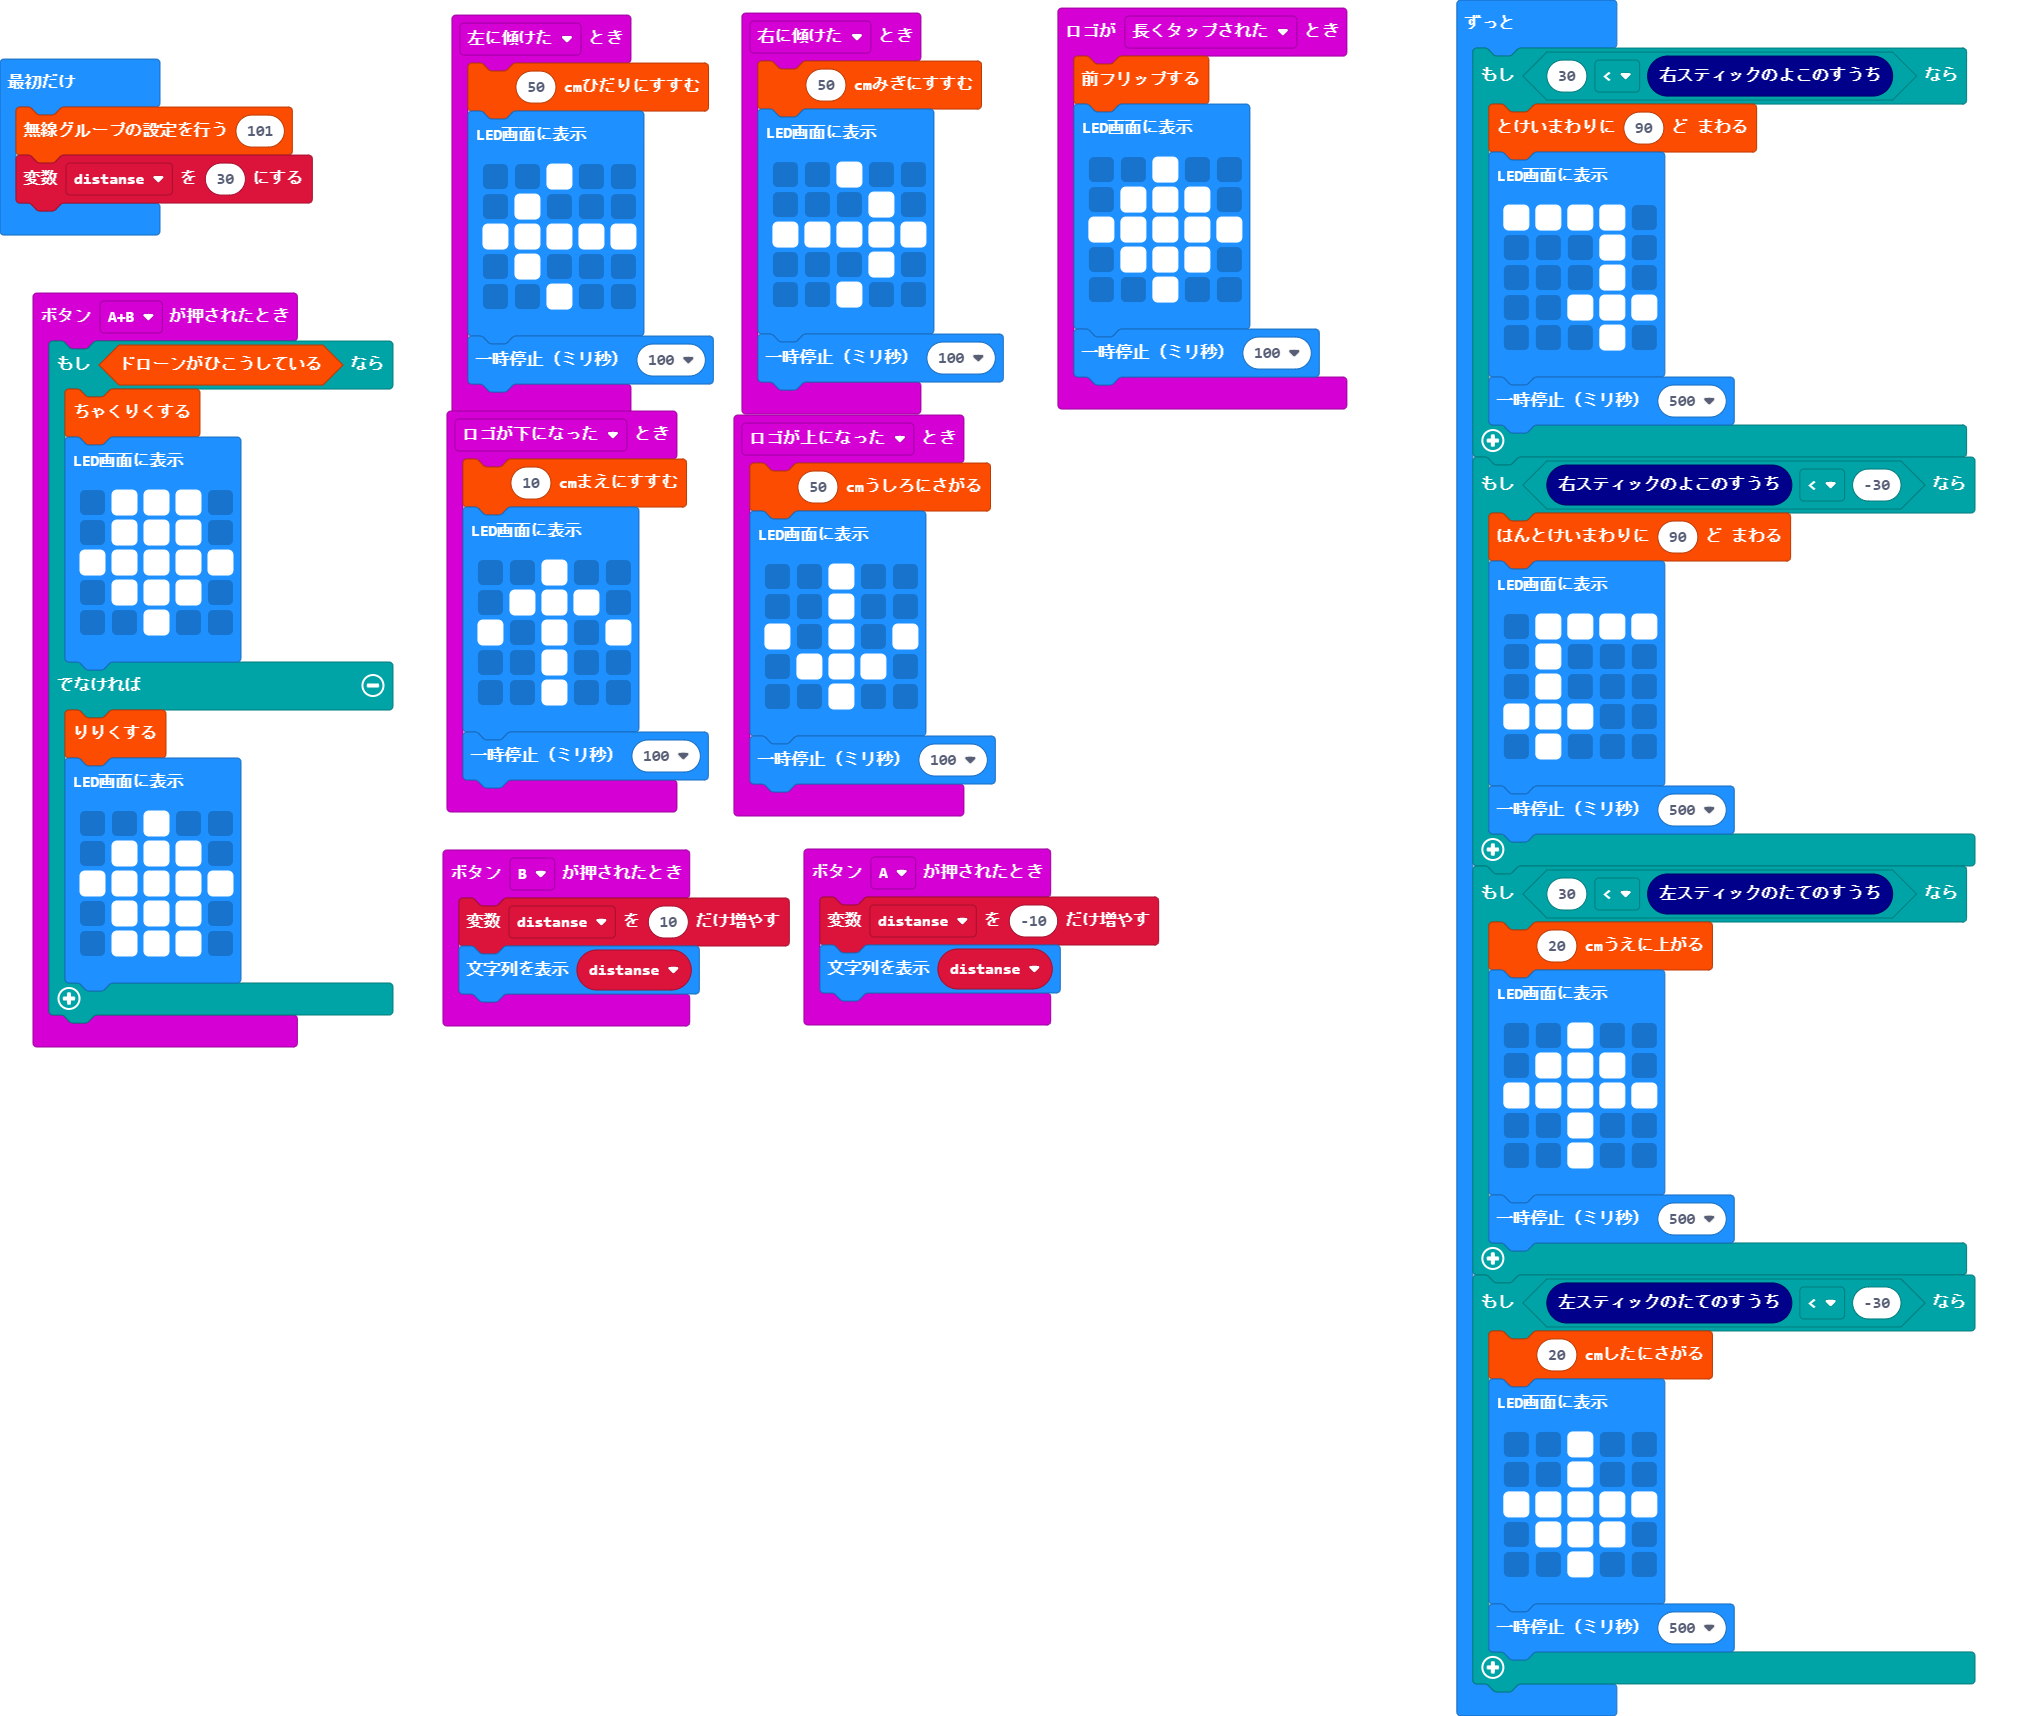 最初だけ
無線グループの設定を行う 101
変数 distanse を 30 にする
ボタン A+B が押されたとき
もし ドローンがひこうしている なら
ちゃくりくする
LED画面に表示
でなければ
りりくする
LED画面に表示
左に傾けた とき
50 cmひだりにすすむ
LED画面に表示
一時停止（ミリ秒） 100
右に傾けた とき
50 cmみぎにすすむ
LED画面に表示
一時停止（ミリ秒） 100
ロゴが 長くタップされた とき
前フリップする
LED画面に表示
一時停止（ミリ秒） 100
ロゴが下になった とき
10 cmまえにすすむ
LED画面に表示
一時停止（ミリ秒） 100
ロゴが上になった とき
50 cmうしろにさがる
LED画面に表示
一時停止（ミリ秒） 100
ボタン B が押されたとき
変数 distanse を 10 だけ増やす
文字列を表示 distanse
ボタン A が押されたとき
変数 distanse を -10 だけ増やす
文字列を表示 distanse
ずっと
もし 30 < 右スティックのよこのすうち なら
とけいまわりに 90 ど まわる
LED画面に表示
一時停止（ミリ秒） 500
もし 右スティックのよこのすうち < -30 なら
はんとけいまわりに 90 ど まわる
LED画面に表示
一時停止（ミリ秒） 500
もし 30 < 左スティックのたてのすうち なら
20 cmうえに上がる
LED画面に表示
一時停止（ミリ秒） 500
もし 左スティックのたてのすうち < -30 なら
20 cmしたにさがる
LED画面に表示
一時停止（ミリ秒） 500